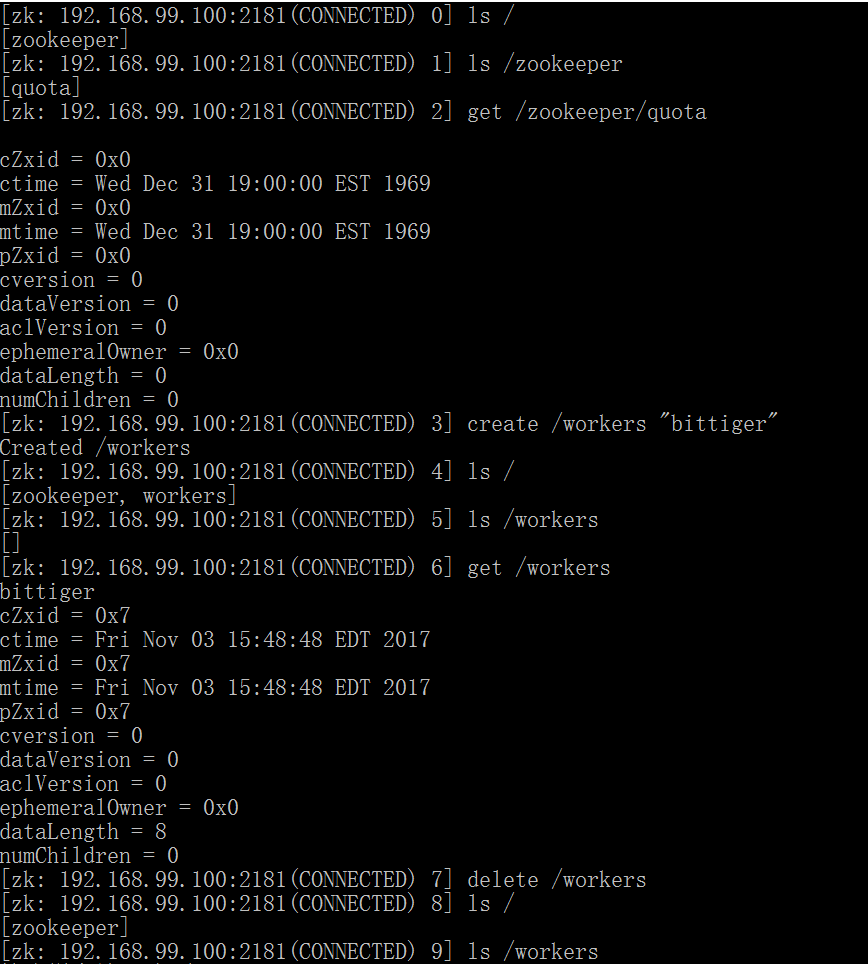 [zk: 192.168.99.100:2181(CONNECTED) 0] ls /
[zookeeper]
[zk: 192.168.99.100:2181(CONNECTED) 1] ls /zookeeper
[quota]
[zk: 192.168.99.100:2181(CONNECTED) 2] get /zookeeper/quota

cZxid = 0x0
ctime = Wed Dec 31 19:00:00 EST 1969
mZxid = 0x0
mtime = Wed Dec 31 19:00:00 EST 1969
pZxid = 0x0
cversion = 0
dataVersion = 0
aclVersion = 0
ephemeralOwner = 0x0
dataLength = 0
numChildren = 0
[zk: 192.168.99.100:2181(CONNECTED) 3] create /workers "bittiger"
Created /workers
[zk: 192.168.99.100:2181(CONNECTED) 4] ls /
[zookeeper, workers]
[zk: 192.168.99.100:2181(CONNECTED) 5] ls /workers
[]
[zk: 192.168.99.100:2181(CONNECTED) 6] get /workers
bittiger
cZxid = 0x7
ctime = Fri Nov 03 15:48:48 EDT 2017
mZxid = 0x7
mtime = Fri Nov 03 15:48:48 EDT 2017
pZxid = 0x7
cversion = 0
dataVersion = 0
aclVersion = 0
ephemeralOwner = 0x0
dataLength = 8
numChildren = 0
[zk: 192.168.99.100:2181(CONNECTED) 7] delete /workers
[zk: 192.168.99.100:2181(CONNECTED) 8] ls /
[zookeeper]
[zk: 192.168.99.100:2181(CONNECTED) 9] ls /workers